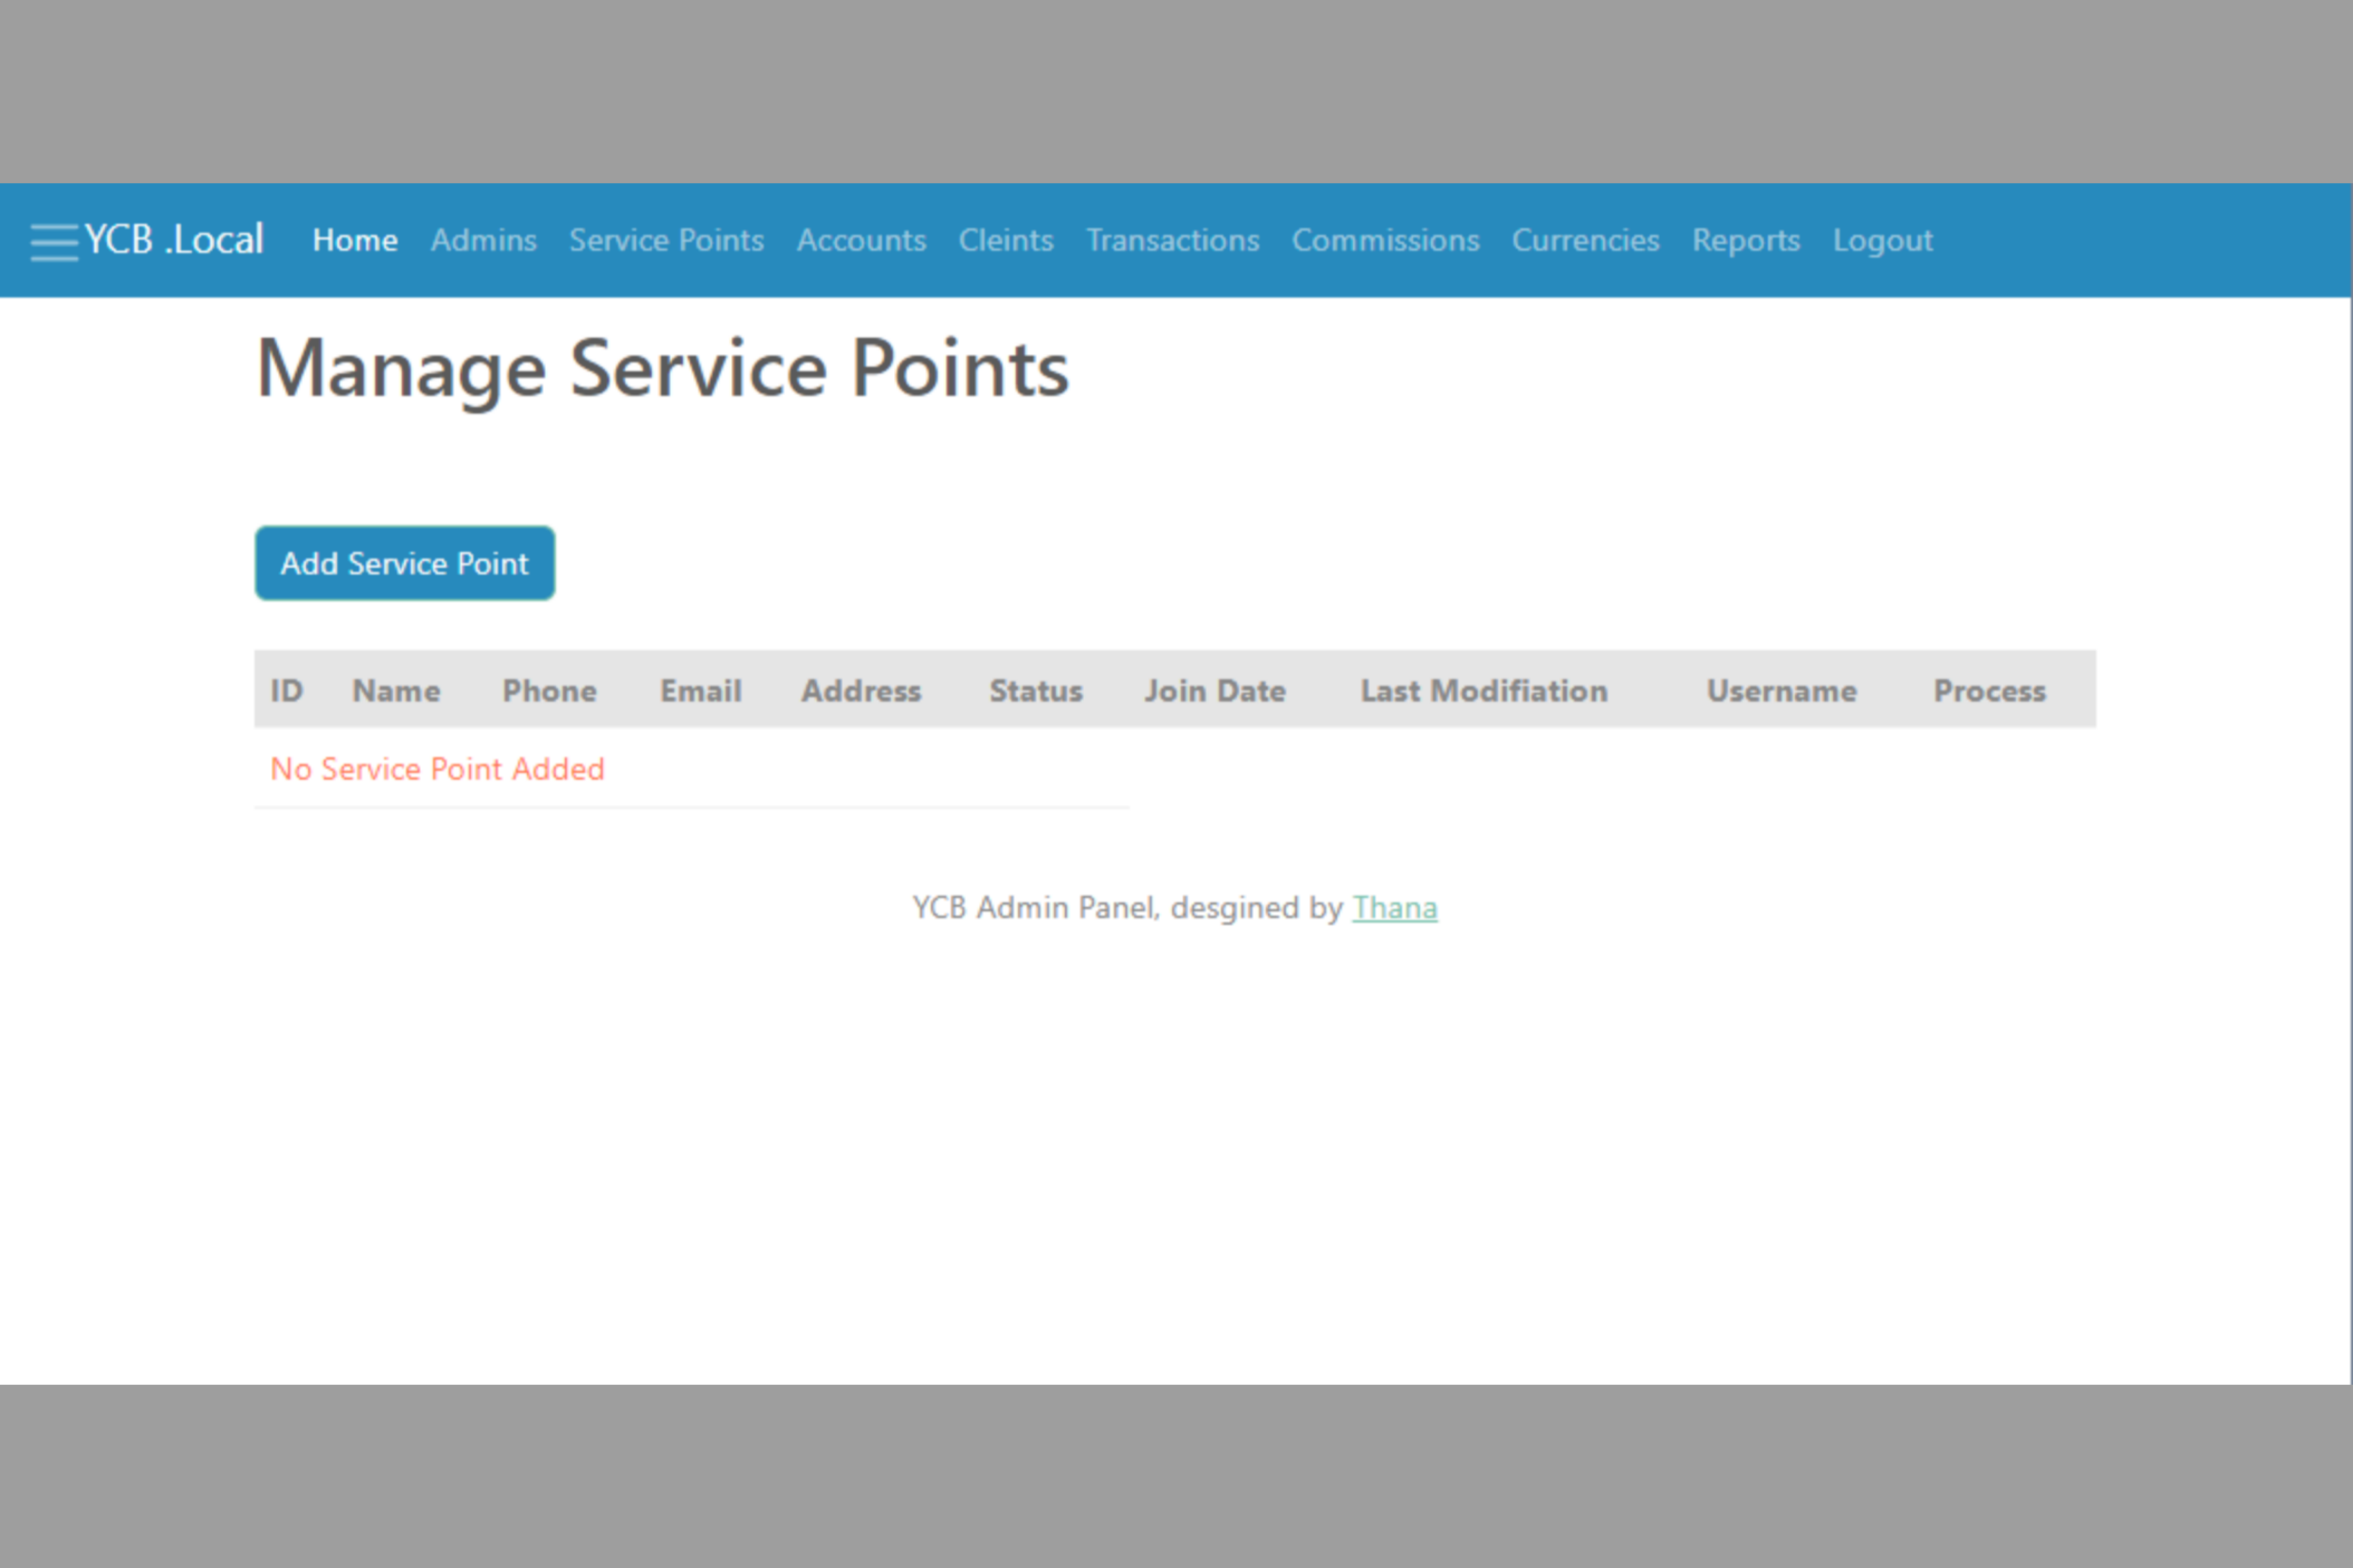 YCB .Local Home Admins Service Points Accounts Cleints Transactions Commissions Currencies Reports Logout
Manage Service Points
Add Service Point
ID Name Phone Email Address Status Join Date Last Modifiation Username Process
No Service Point Added
YCB Admin Panel, desgined by Thana